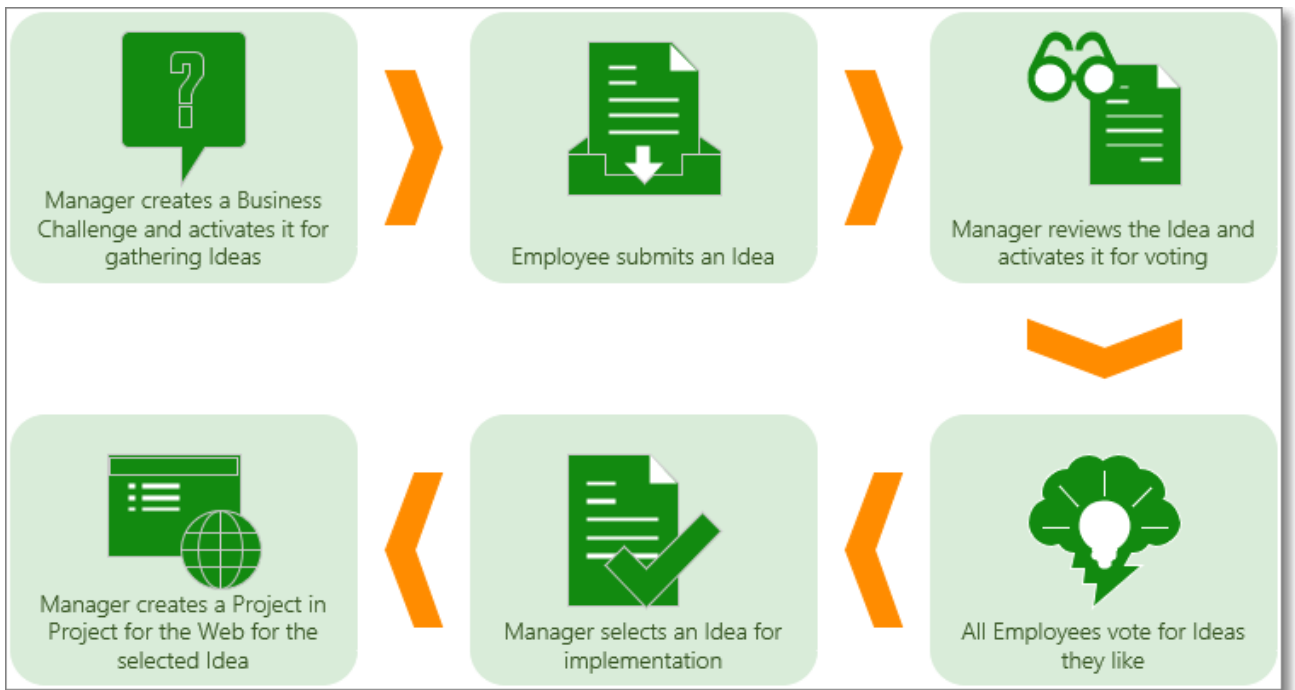 Manager creates a Business
Challenge and activates it for
gathering Ideas
Employee submits an Idea
Manager reviews the Idea and
activates it for voting
All Employees vote for Ideas
they like
Manager selects an Idea for
implementation
Manager creates a Project in
Project for the Web for the
selected Idea